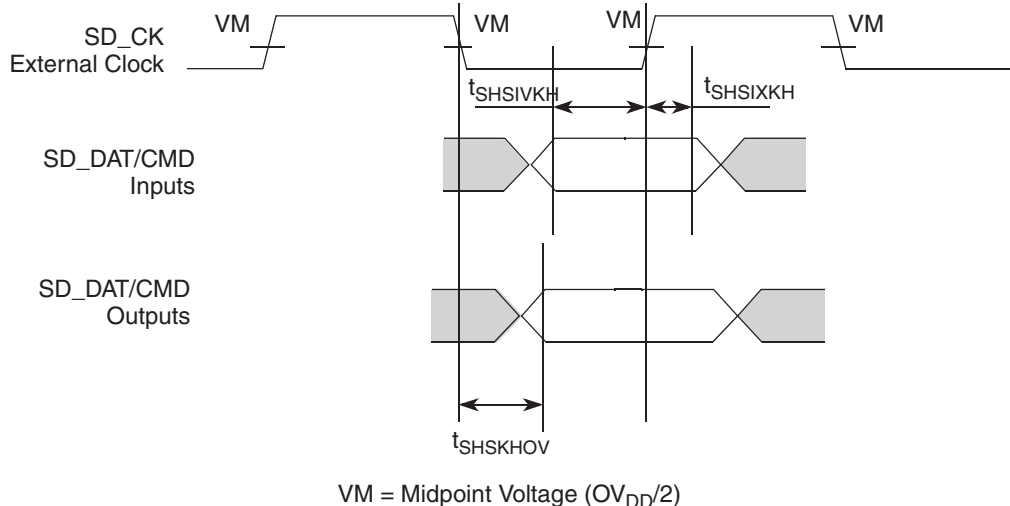 VM VM VM VM
SD_CK
External Clock
tSHSIVKH tSHSIXKH
SD_DAT/CMD
Inputs
SD_DAT/CMD
Outputs
tSHSKHOV
VM = Midpoint Voltage (OVDD/2)